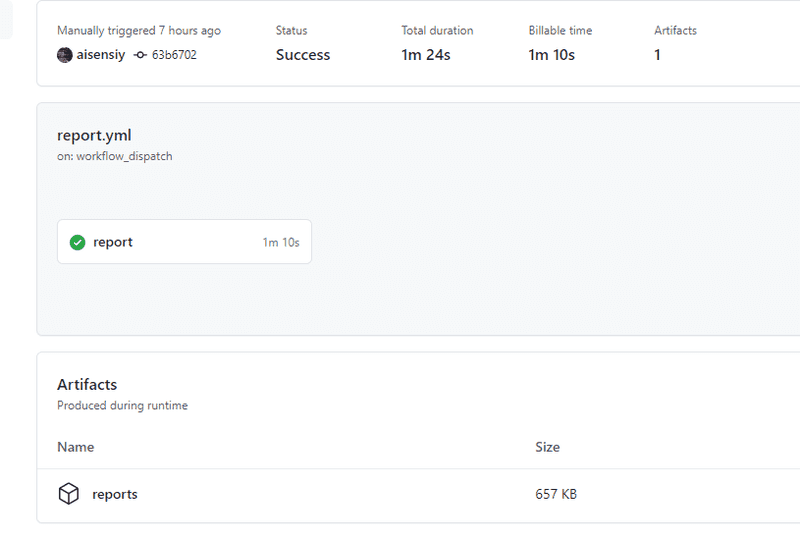 Manually triggered 7 hours ago
Status
Total duration
Billable time
Artifacts
aisensiy 63b6702
Success
1m 24s
1m 10s
1
report.yml
on: workflow_dispatch
report 1m 10s
Artifacts
Produced during runtime
Name Size
reports 657 KB